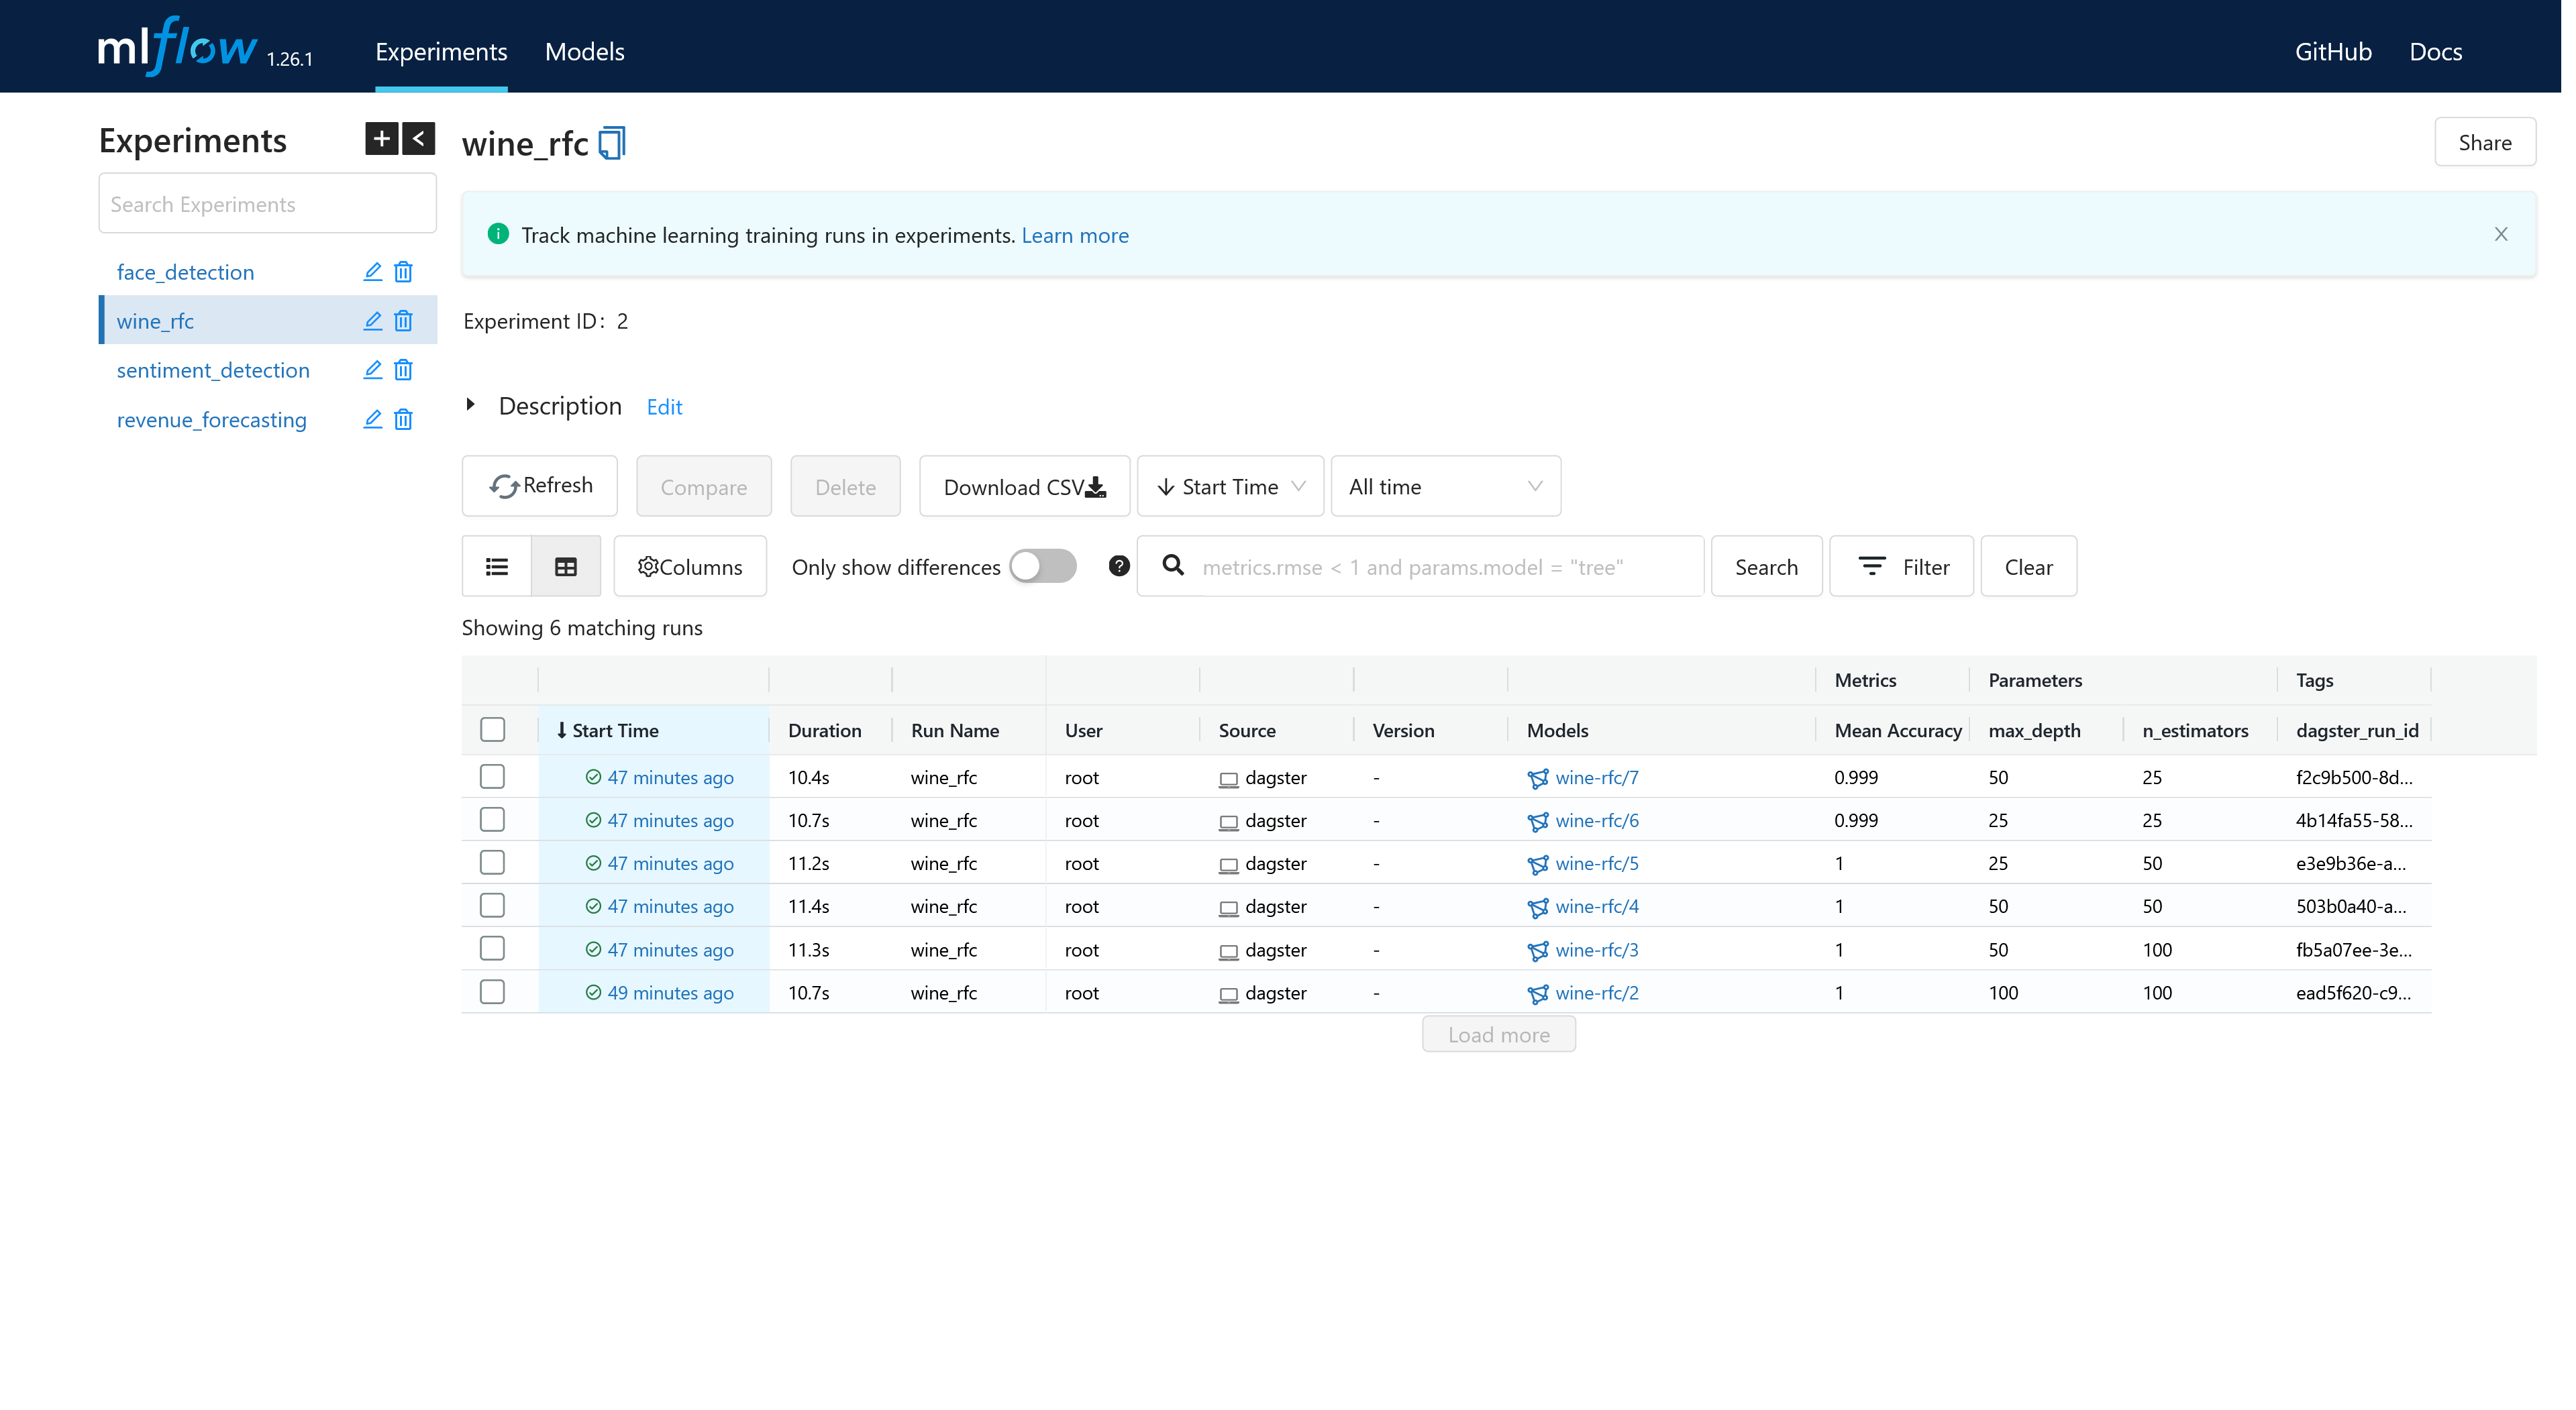 mlflow 1.26.1 Experiments Models GitHub Docs
Experiments
Search Experiments
face_detection
wine_rfc
sentiment_detection
revenue_forecasting
wine_rfc Share
Track machine learning training runs in experiments. Learn more
Experiment ID: 2
Description Edit
Refresh Compare Delete Download CSV Start Time All time
Columns Only show differences metrics.rmse < 1 and params.model = "tree" Search Filter Clear
Showing 6 matching runs
Metrics Parameters Tags
Start Time Duration Run Name User Source Version Models Mean Accuracy max_depth n_estimators dagster_run_id
47 minutes ago 10.4s wine_rfc root dagster - wine-rfc/7 0.999 50 25 f2c9b500-8d...
47 minutes ago 10.7s wine_rfc root dagster - wine-rfc/6 0.999 25 25 4b14fa55-58...
47 minutes ago 11.2s wine_rfc root dagster - wine-rfc/5 1 25 50 e3e9b36e-a...
47 minutes ago 11.4s wine_rfc root dagster - wine-rfc/4 1 50 50 503b0a40-a...
47 minutes ago 11.3s wine_rfc root dagster - wine-rfc/3 1 50 100 fb5a07ee-3e...
49 minutes ago 10.7s wine_rfc root dagster - wine-rfc/2 1 100 100 ead5f620-c9...
Load more